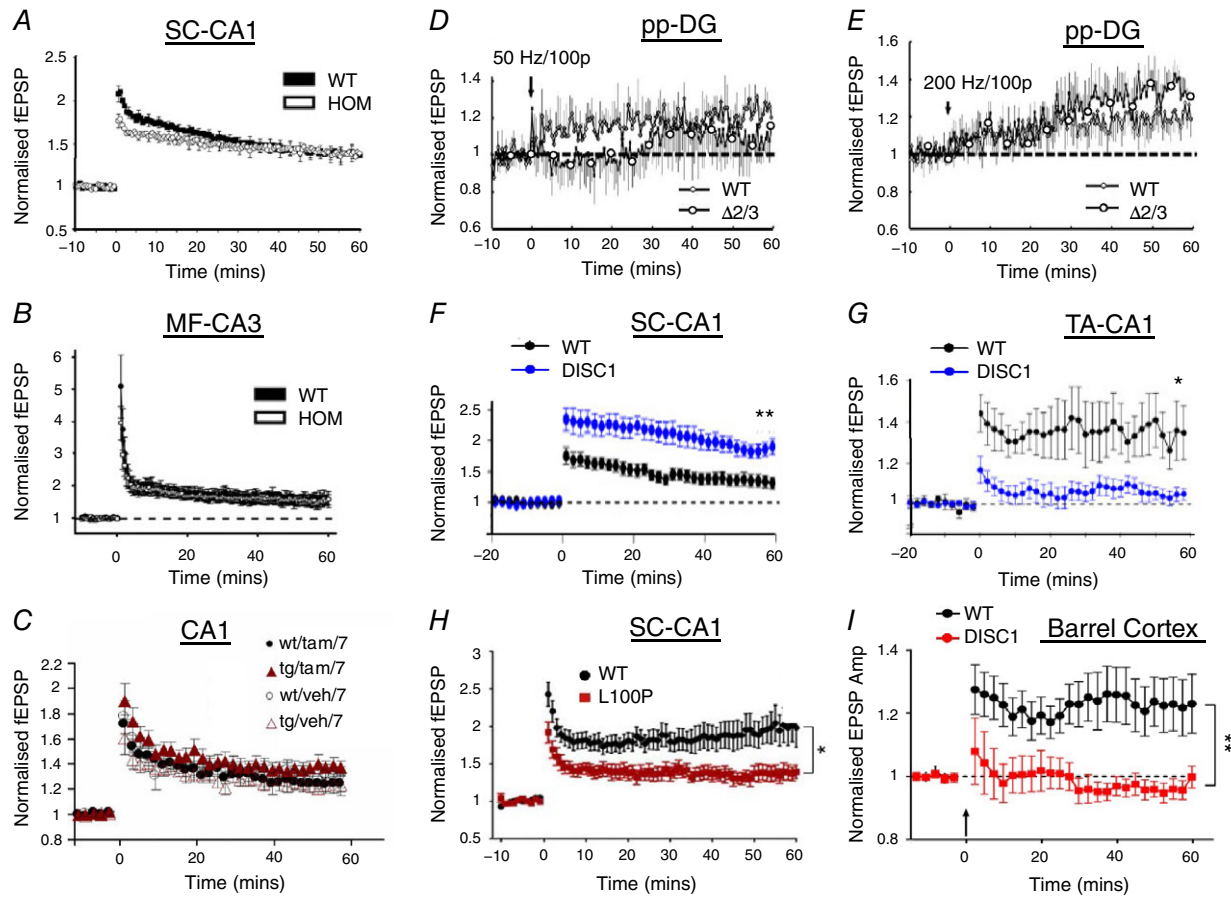 A
SC-CA1
Normalised fEPSP
2.5
2
1.5
1
0.5
WT
HOM
−10 0 10 20 30 40 50 60
Time (mins)
D
pp-DG
50 Hz/100p
Normalised fEPSP
1.6
1.4
1.2
1
0.8
0.6
WT
Δ2/3
−10 0 10 20 30 40 50 60
Time (mins)
E
pp-DG
200 Hz/100p
Normalised fEPSP
1.6
1.4
1.2
1
0.8
0.6
WT
Δ2/3
−10 0 10 20 30 40 50 60
Time (mins)
B
MF-CA3
Normalised fEPSP
6
5
4
3
2
1
WT
HOM
0 20 40 60
Time (mins)
F
SC-CA1
WT
DISC1
Normalised fEPSP
2.5
2
1.5
1
**
−20 0 20 40 60
Time (mins)
G
TA-CA1
WT
DISC1
Normalised fEPSP
1.6
1.4
1.2
1
*
−20 0 20 40 60
Time (mins)
C
CA1
Normalised fEPSP
2.2
2
1.8
1.6
1.4
1.2
1
0.8
wt/tam/7
tg/tam/7
wt/veh/7
tg/veh/7
0 20 40 60
Time (mins)
H
SC-CA1
WT
L100P
Normalised fEPSP
3
2.5
2
1.5
1
0.5
*
−10 0 10 20 30 40 50 60
Time (mins)
I
Barrel Cortex
WT
DISC1
Normalised EPSP Amp
1.4
1.2
1
0.8
**
0 20 40 60
Time (mins)